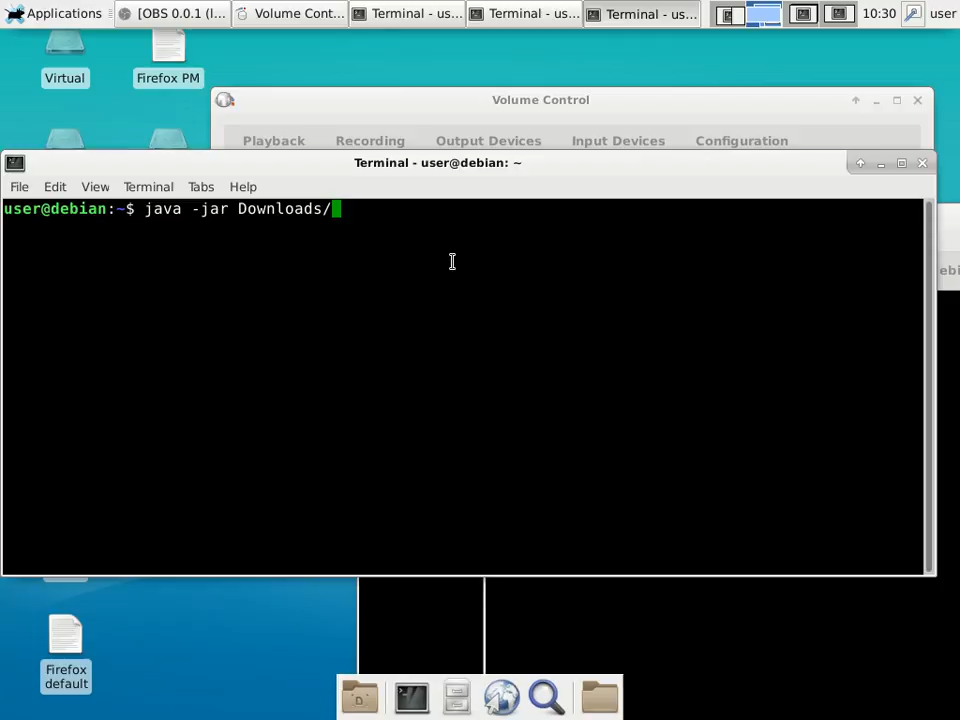 Applications
[OBS 0.0.1 (l...
Volume Cont...
Terminal - us...
Terminal - us...
Terminal - us...
10:30
user
Virtual
Firefox PM
Volume Control
Playback Recording Output Devices Input Devices Configuration
Terminal - user@debian: ~
File Edit View Terminal Tabs Help
user@debian:~$ java -jar Downloads/
ebi
Firefox
default